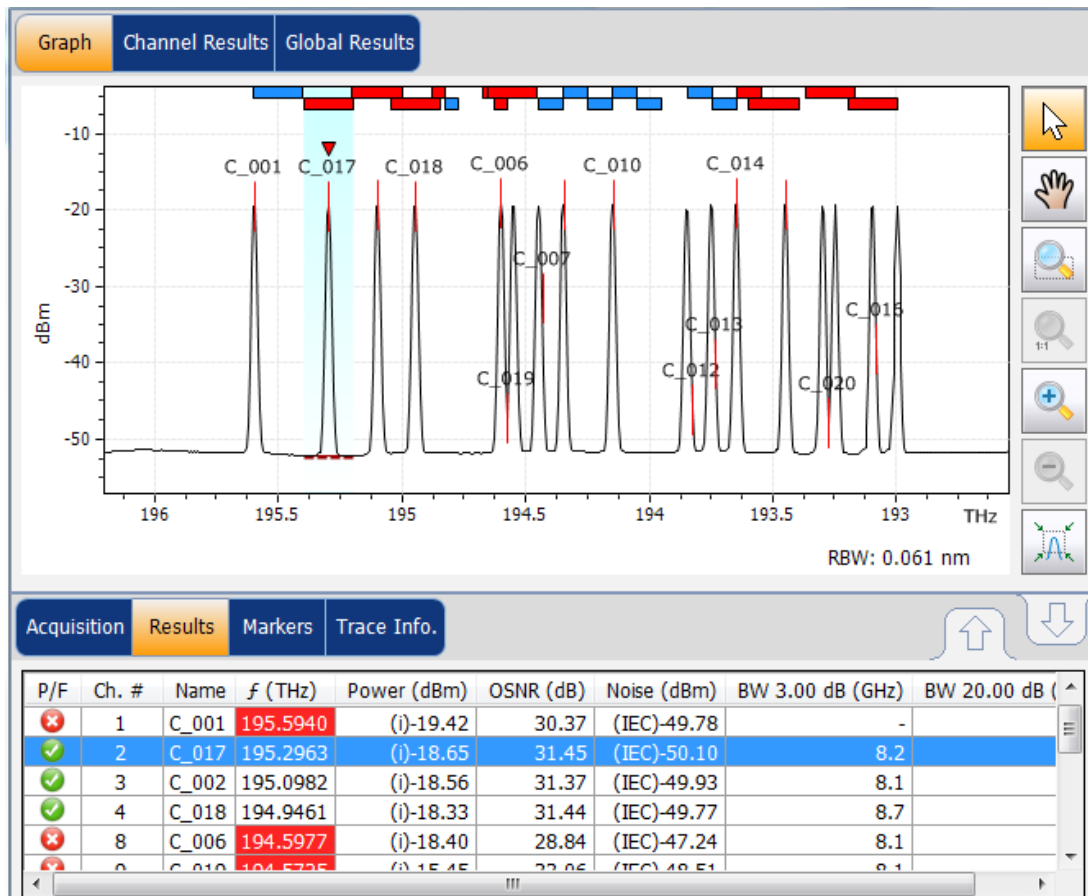 Graph Channel Results Global Results
-10
C_001 C_017 C_018 C_006 C_010 C_014
-20
C_007
-30
C_016
C_013
dBm
1:1
-40
C_012
C_019 C_020
-50
196 195.5 195 194.5 194 193.5 193 THz
RBW: 0.061 nm
Acquisition Results Markers Trace Info.
P/F Ch. # Name ƒ (THz) Power (dBm) OSNR (dB) Noise (dBm) BW 3.00 dB (GHz) BW 20.00 dB (
1 C_001 195.5940 (i)-19.42 30.37 (IEC)-49.78 -
2 C_017 195.2963 (i)-18.65 31.45 (IEC)-50.10 8.2
3 C_002 195.0982 (i)-18.56 31.37 (IEC)-49.93 8.1
4 C_018 194.9461 (i)-18.33 31.44 (IEC)-49.77 8.7
8 C_006 194.5977 (i)-18.40 28.84 (IEC)-47.24 8.1